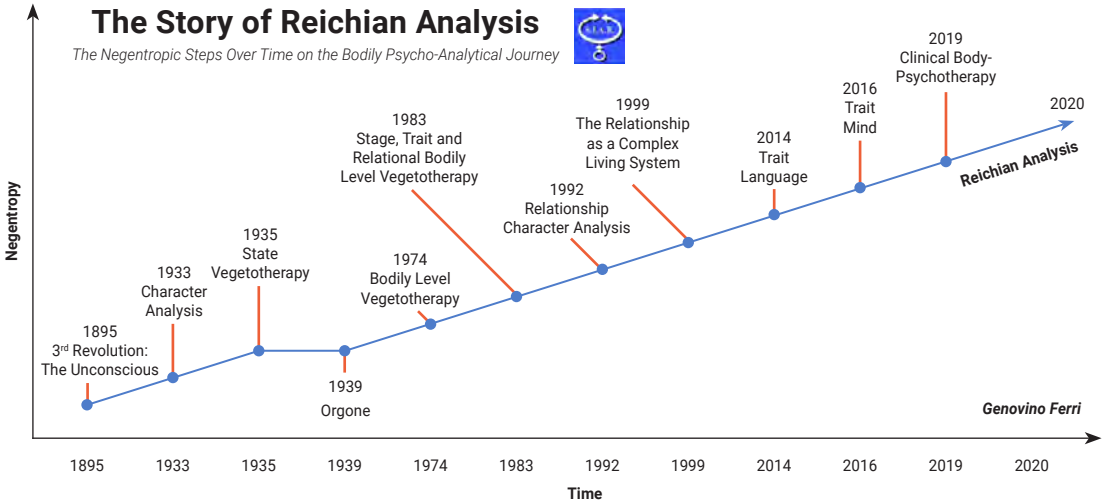 The Story of Reichian Analysis
The Negentropic Steps Over Time on the Bodily Psycho-Analytical Journey
Negentropy
1895
3rd Revolution:
The Unconscious
1933
Character
Analysis
1935
State
Vegetotherapy
1939
Orgone
1974
Bodily Level
Vegetotherapy
1983
Stage, Trait and
Relational Bodily
Level Vegetotherapy
1992
Relationship
Character Analysis
1999
The Relationship
as a Complex
Living System
2014
Trait
Language
2016
Trait
Mind
2019
Clinical Body-
Psychotherapy
2020
Reichian Analysis
Genovino Ferri
1895 1933 1935 1939 1974 1983 1992 1999 2014 2016 2019 2020
Time